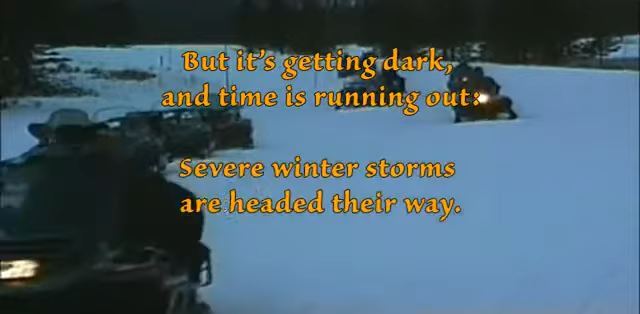 But it's getting dark,
and time is running out:
Severe winter storms
are headed their way.